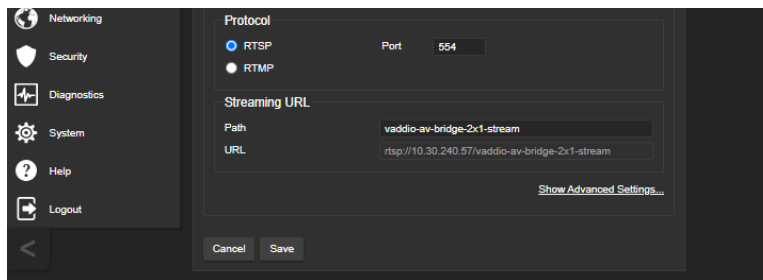 Networking
Security
Diagnostics
System
Help
Logout
<
Protocol
RTSP Port 554
RTMP
Streaming URL
Path vaddio-av-bridge-2x1-stream
URL rtsp://10.30.240.57/vaddio-av-bridge-2x1-stream
Show Advanced Settings...
Cancel Save